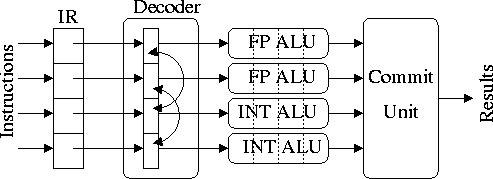 IR
Decoder
Instructions
FP ALU
FP ALU
INT ALU
INT ALU
Commit
Unit
Results